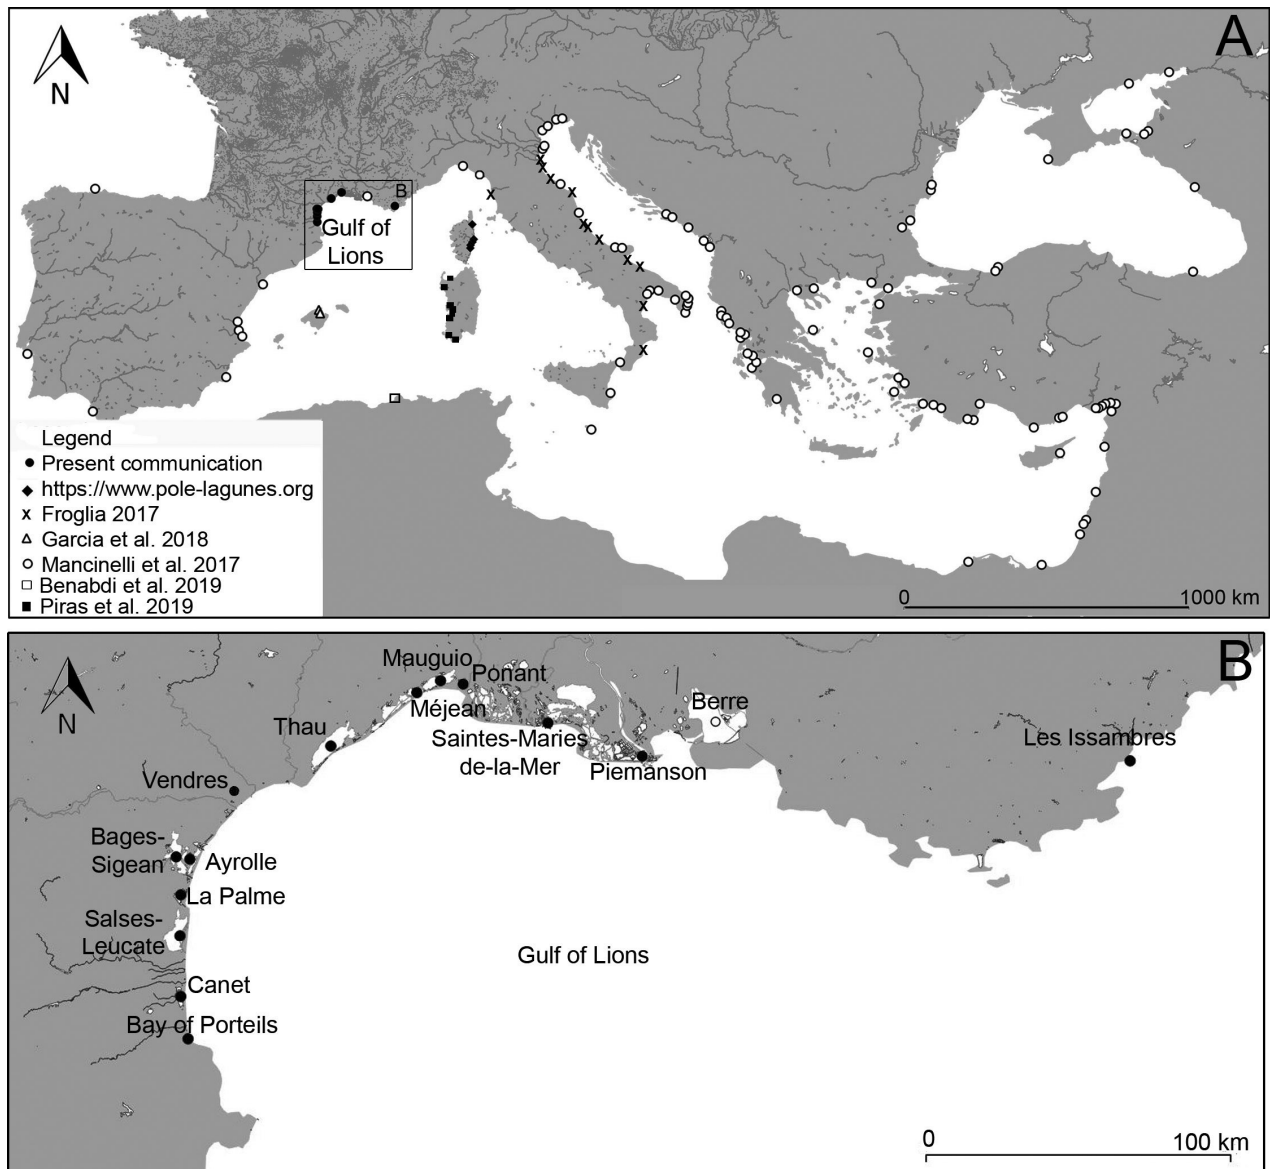 A
N
B
Gulf of
Lions
Legend
Present communication
https://www.pole-lagunes.org
Froglia 2017
Garcia et al. 2018
Mancinelli et al. 2017
Benabdi et al. 2019
Piras et al. 2019
0 1000 km
B
N
Mauguio
Ponant
Méjean
Thau
Saintes-Maries
de-la-Mer
Piemanson
Berre
Les Issambres
Vendres
Bages-
Sigean
Ayrolle
La Palme
Salses-
Leucate
Gulf of Lions
Canet
Bay of Porteils
0 100 km